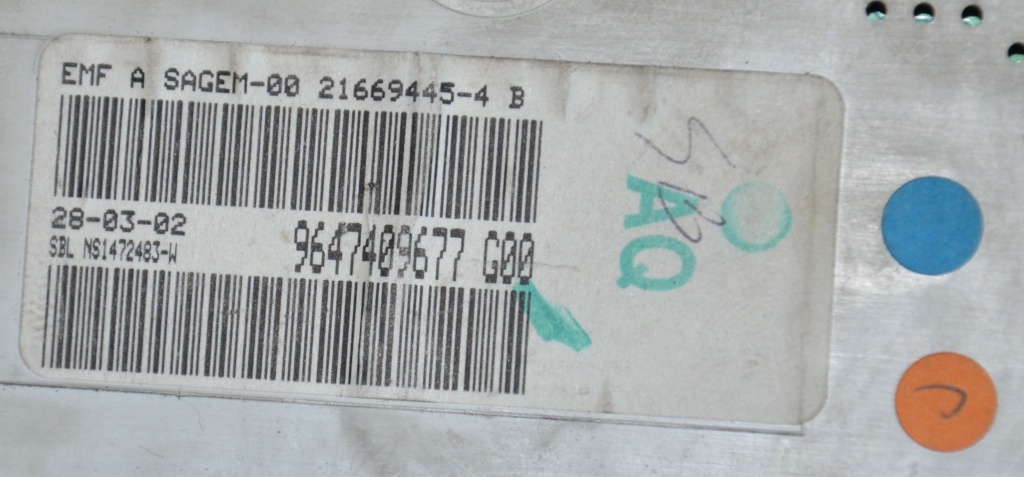 EMF A SAGEM-00 21669445-4 B
28-03-02
SBL NS1472483-W
9647409677 G00
AQ